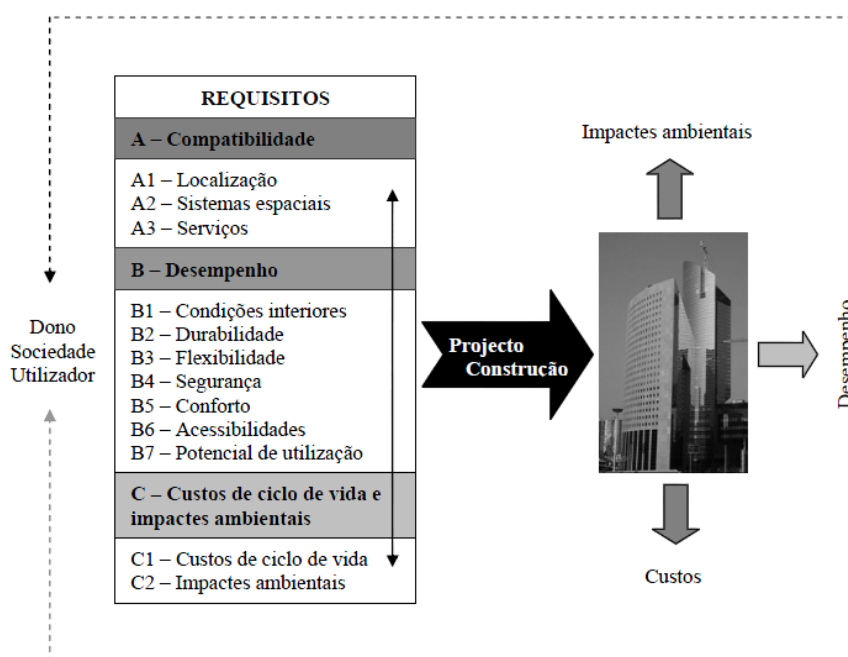 REQUISITOS
A – Compatibilidade
A1 – Localização
A2 – Sistemas espaciais
A3 – Serviços
B – Desempenho
B1 – Condições interiores
B2 – Durabilidade
B3 – Flexibilidade
B4 – Segurança
B5 – Conforto
B6 – Acessibilidades
B7 – Potencial de utilização
C – Custos de ciclo de vida e
impactes ambientais
C1 – Custos de ciclo de vida
C2 – Impactes ambientais
Dono
Sociedade
Utilizador
Projecto
Construção
Impactes ambientais
Desempenho
Custos